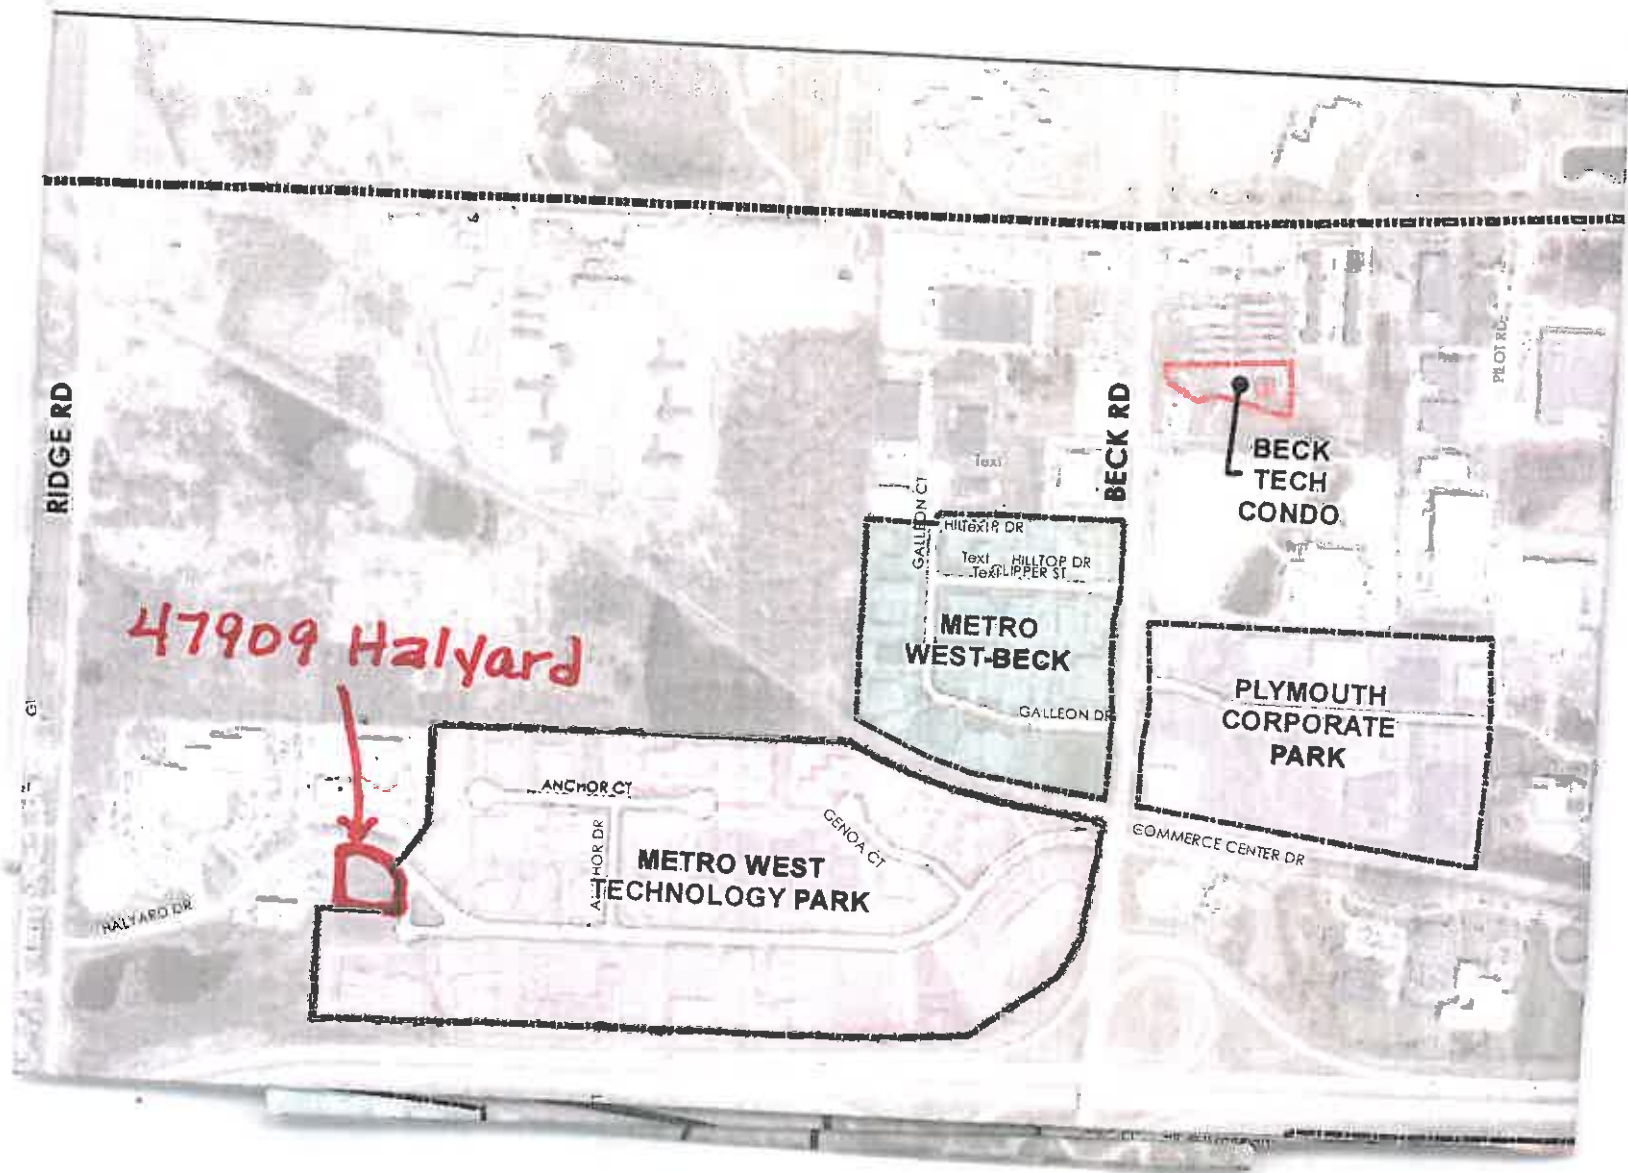 RIDGE RD
BECK RD
PILOT RD
BECK
TECH
CONDO
Text
GALLEON CT
DR
Text HILLTOP DR
Text CLIPPER ST
METRO
WEST-BECK
GALLEON DR
47909 Halyard
PLYMOUTH
CORPORATE
PARK
ANCHOR CT
ANCHOR DR
GENOA CT
COMMERCE CENTER DR
METRO WEST
TECHNOLOGY PARK
HALYARD DR